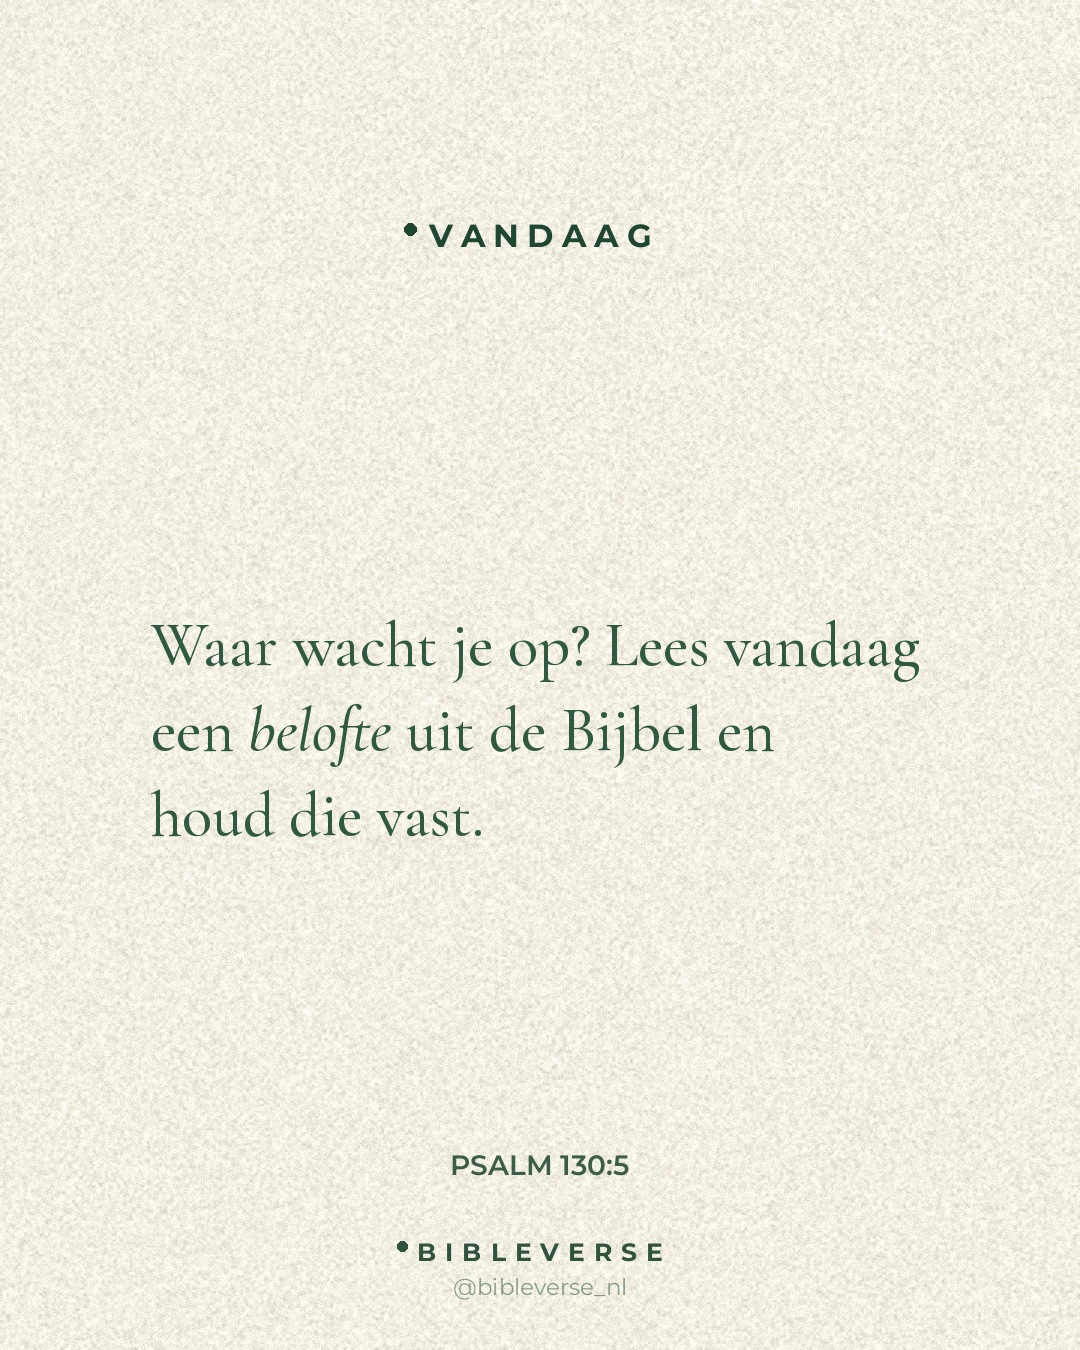 VANDAAG
Waar wacht je op? Lees vandaag
een belofte uit de Bijbel en
houd die vast.
PSALM 130:5
BIBLEVERSE
@bibleverse_nl